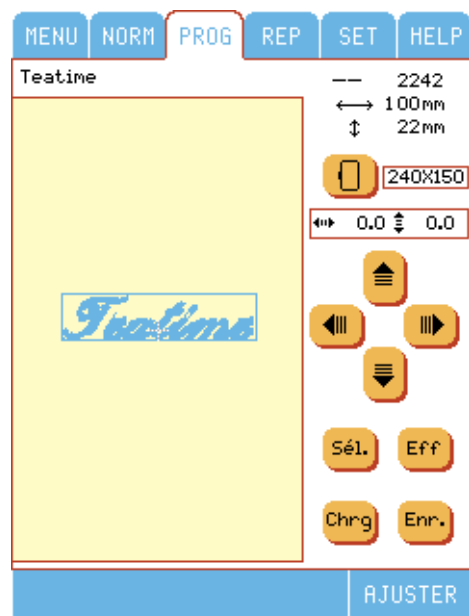 MENU NORM PROG REP SET HELP
Teatime
-- 2242
100mm
22mm
240X150
0.0 0.0
Teatime
Sél. Eff
Chrg Enr.
AJUSTER